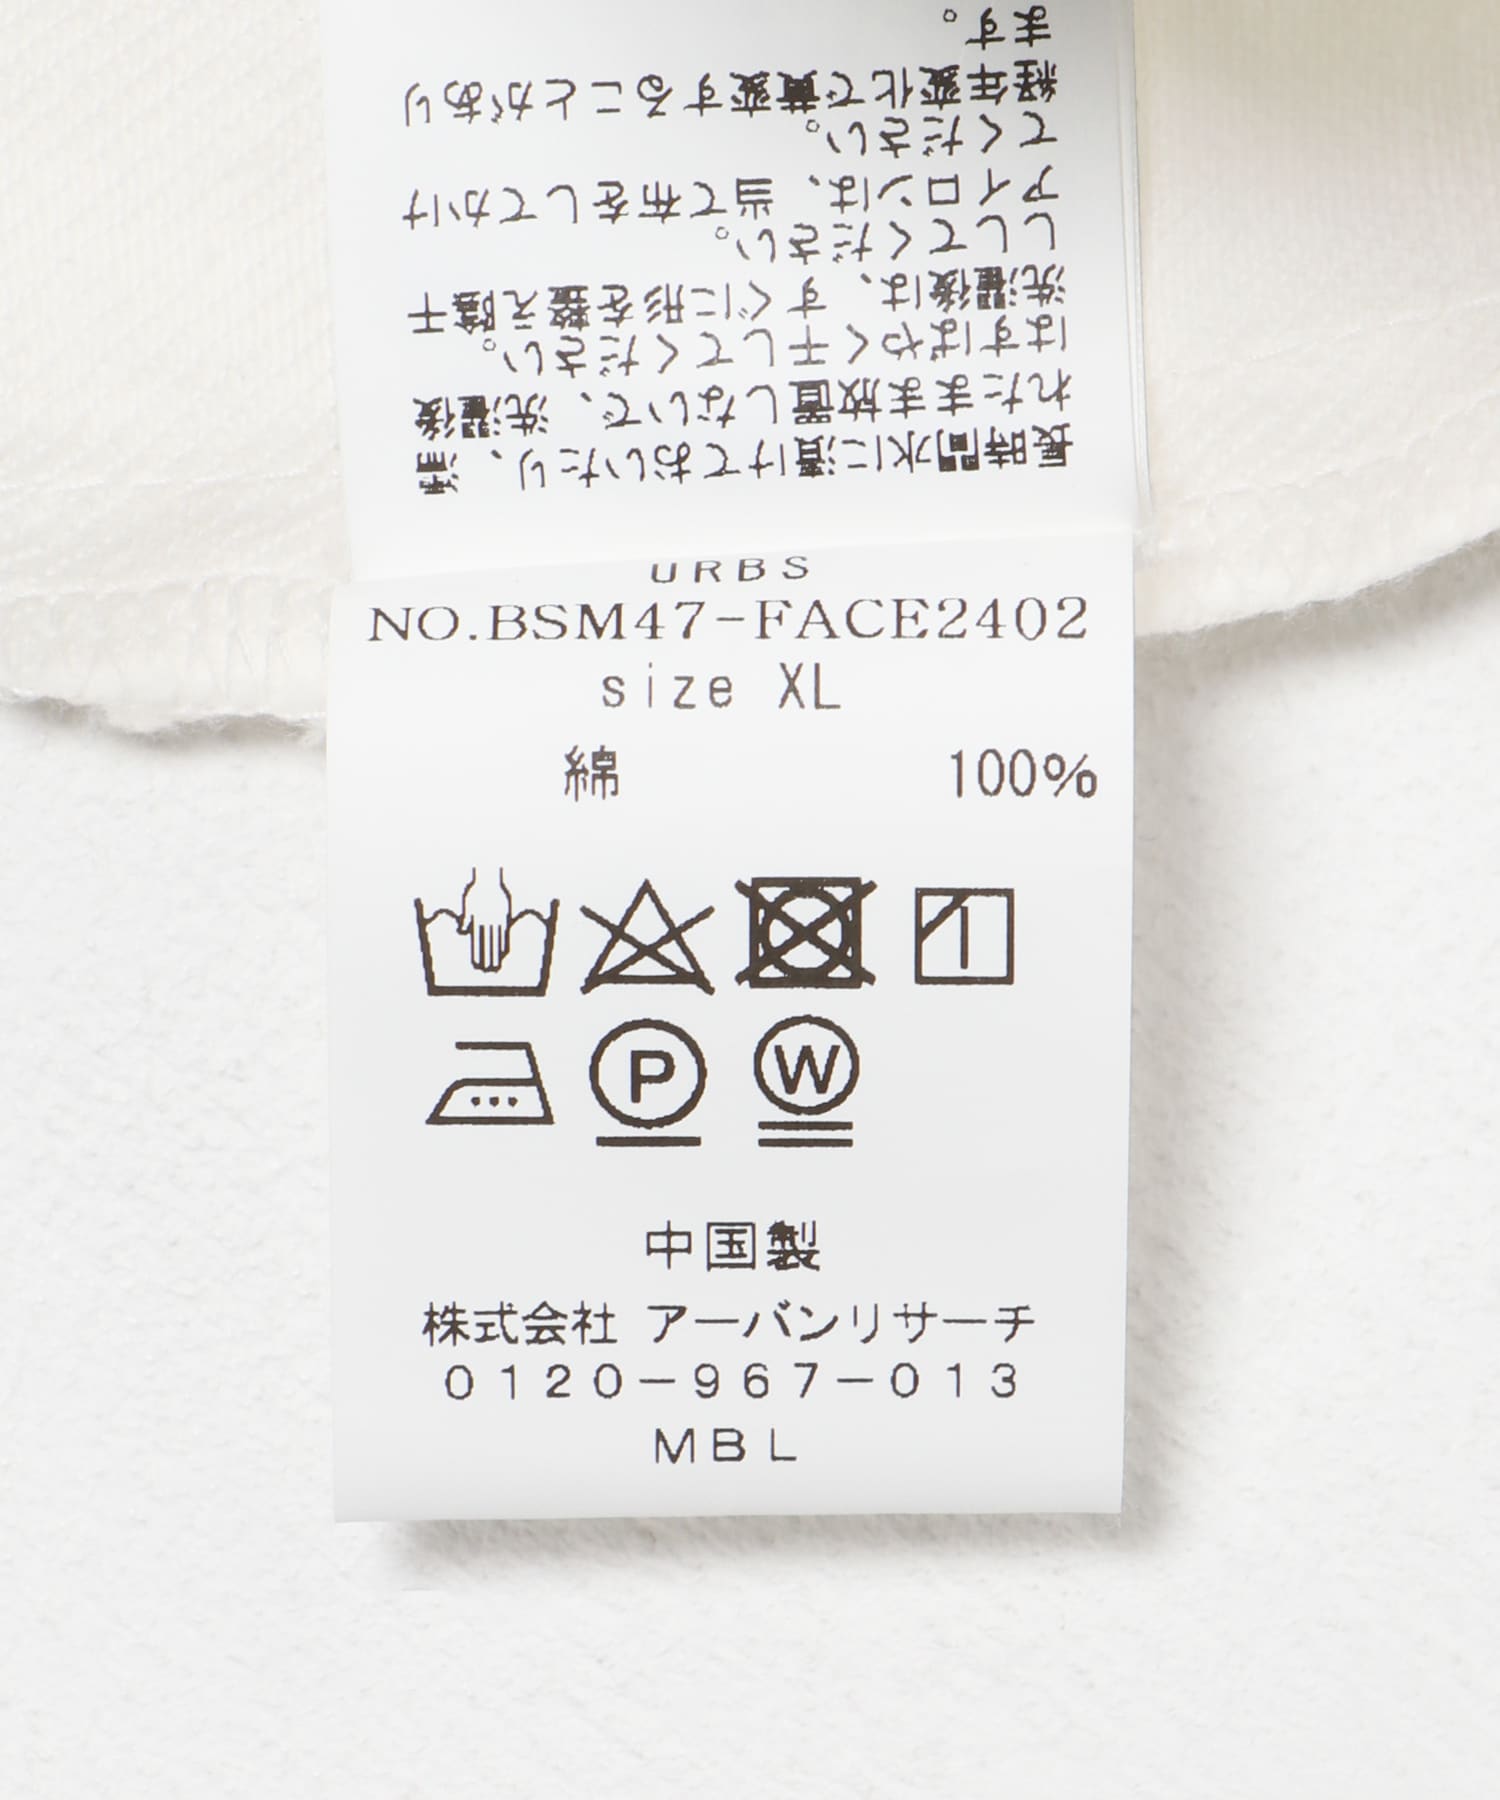 長時間水に漬けておいたり、濡
れたまま放置しないで、洗濯後
はすばやく干してください。
洗濯後は、すぐに形を整え陰干
ししてください。
アイロンは、当て布をしてかけ
てください。
経年変化で黄変することがあり
ます。
URBS
NO.BSM47-FACE2402
size XL
綿 100%
P W
中国製
株式会社 アーバンリサーチ
0120-967-013
MBL